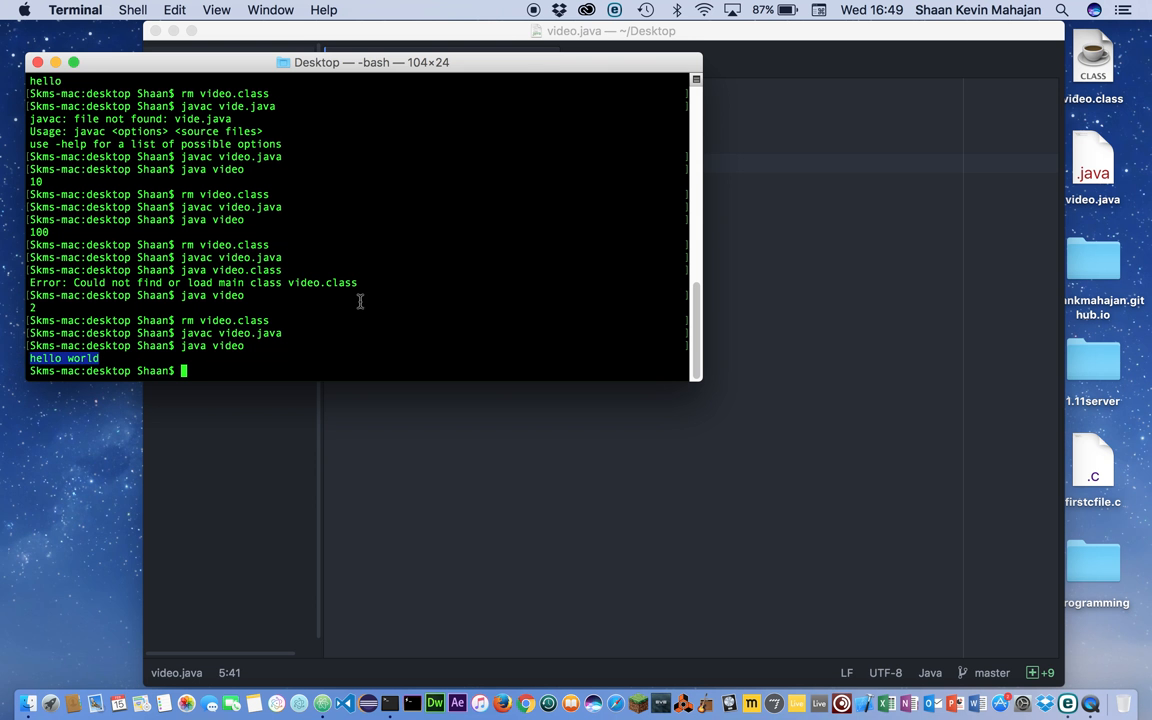 Terminal Shell Edit View Window Help 87% Wed 16:49 Shaan Kevin Mahajan
video.java — ~/Desktop
Desktop — -bash — 104×24
hello
[Skms-mac:desktop Shaan$ rm video.class ]
[Skms-mac:desktop Shaan$ javac vide.java ]
javac: file not found: vide.java
Usage: javac <options> <source files>
use -help for a list of possible options
[Skms-mac:desktop Shaan$ javac video.java ]
[Skms-mac:desktop Shaan$ java video ]
10
[Skms-mac:desktop Shaan$ rm video.class ]
[Skms-mac:desktop Shaan$ javac video.java ]
[Skms-mac:desktop Shaan$ java video ]
100
[Skms-mac:desktop Shaan$ rm video.class ]
[Skms-mac:desktop Shaan$ javac video.java ]
[Skms-mac:desktop Shaan$ java video.class ]
Error: Could not find or load main class video.class
[Skms-mac:desktop Shaan$ java video ]
2
[Skms-mac:desktop Shaan$ rm video.class ]
[Skms-mac:desktop Shaan$ javac video.java ]
[Skms-mac:desktop Shaan$ java video ]
hello world
Skms-mac:desktop Shaan$
CLASS
video.class
.java
video.java
ankmahajan.git
hub.io
1.11server
.c
firstcfile.c
rogramming
video.java 5:41 LF UTF-8 Java master +9
15 Dw Ae m 7 Live Live